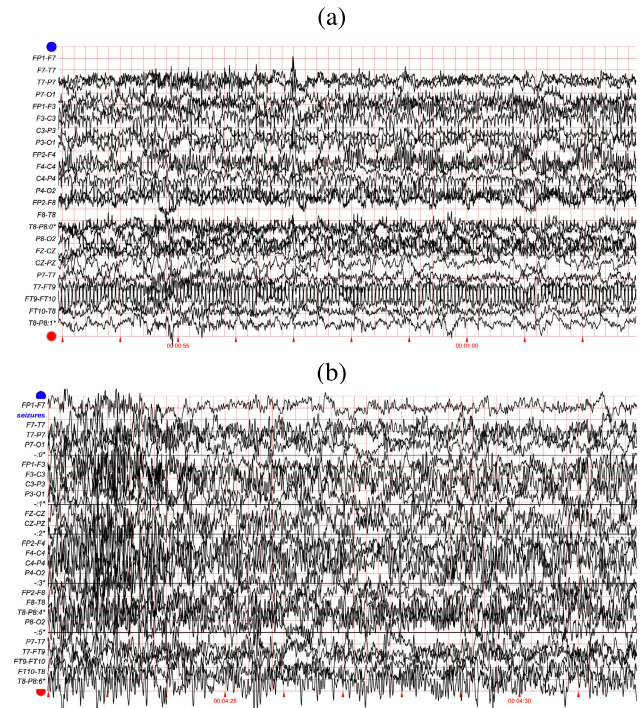 (a)
FP1-F7
F7-T7
T7-P7
P7-O1
FP1-F3
F3-C3
C3-P3
P3-O1
FP2-F4
F4-C4
C4-P4
P4-O2
FP2-F8
F8-T8
T8-P8:0*
P8-O2
FZ-CZ
CZ-PZ
P7-T7
T7-FT9
FT9-FT10
FT10-T8
T8-P8:1*
00:00:55 00:01:00
(b)
FP1-F7
seizures
F7-T7
T7-P7
P7-O1
-:0*
FP1-F3
F3-C3
C3-P3
P3-O1
-:1*
FZ-CZ
CZ-PZ
-:2*
FP2-F4
F4-C4
C4-P4
P4-O2
-:3*
FP2-F8
F8-T8
T8-P8:4*
P8-O2
-:5*
P7-T7
T7-FT9
FT9-FT10
FT10-T8
T8-P8:6*
00:04:25 00:04:30